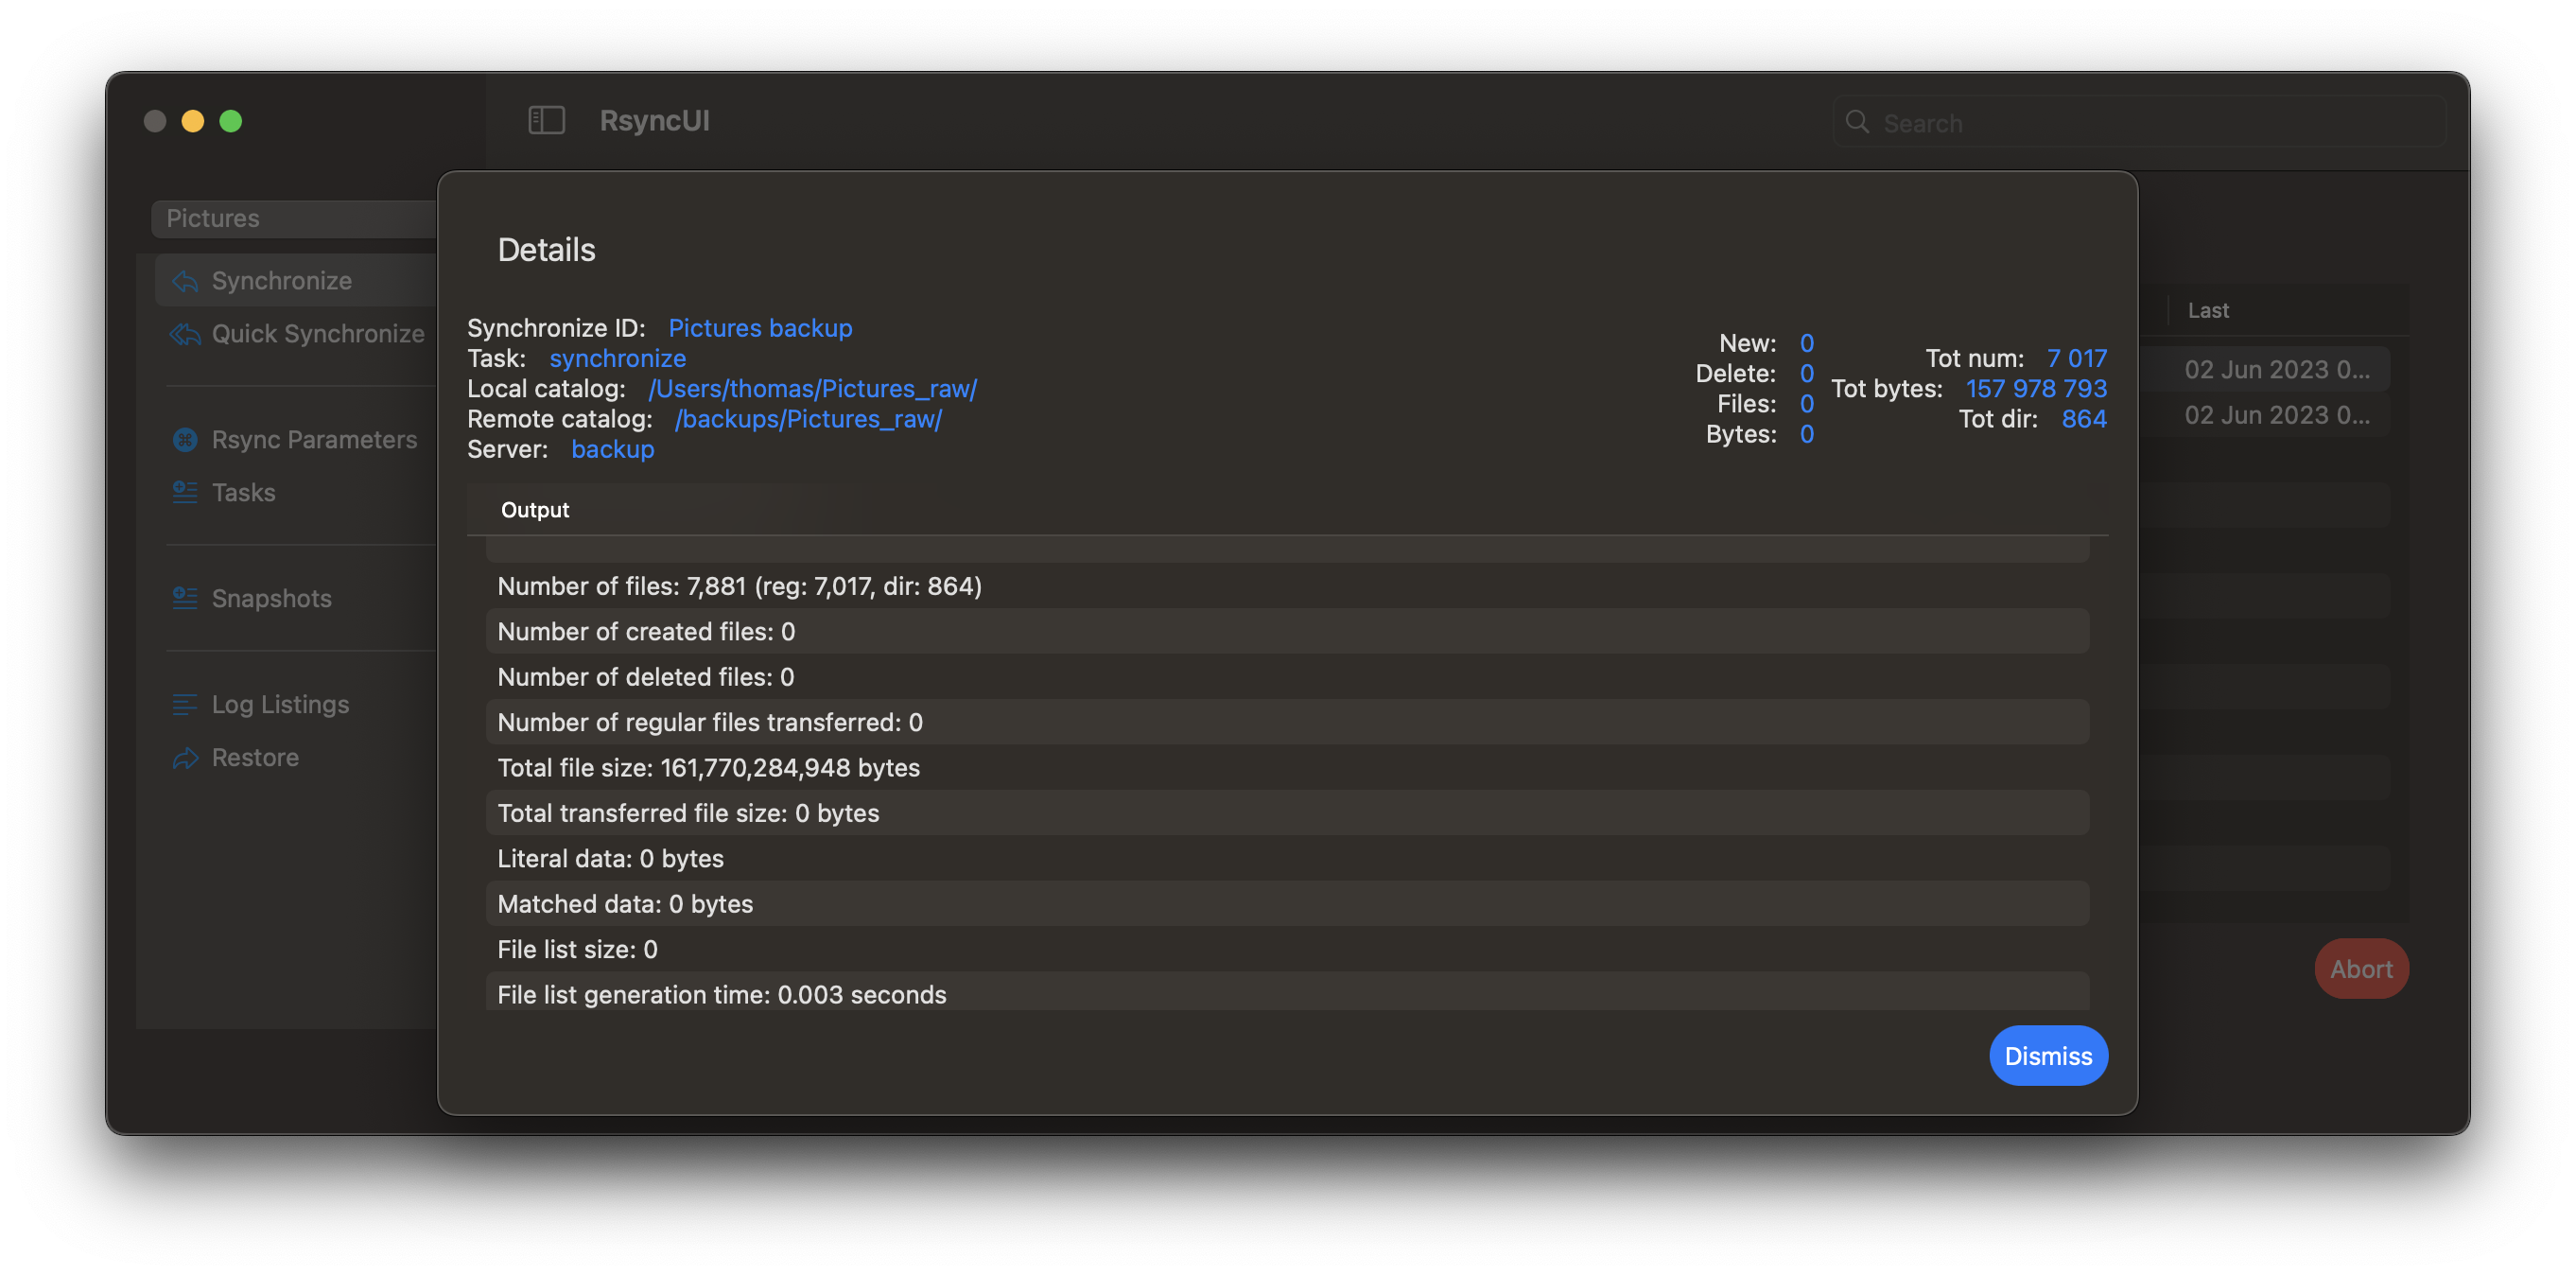 RsyncUI
Search
Pictures
Synchronize
Quick Synchronize
Rsync Parameters
Tasks
Snapshots
Log Listings
Restore
Details
Synchronize ID: Pictures backup
Task: synchronize
Local catalog: /Users/thomas/Pictures_raw/
Remote catalog: /backups/Pictures_raw/
Server: backup
New: 0
Delete: 0
Files: 0
Bytes: 0
Tot num: 7 017
Tot bytes: 157 978 793
Tot dir: 864
Output
Number of files: 7,881 (reg: 7,017, dir: 864)
Number of created files: 0
Number of deleted files: 0
Number of regular files transferred: 0
Total file size: 161,770,284,948 bytes
Total transferred file size: 0 bytes
Literal data: 0 bytes
Matched data: 0 bytes
File list size: 0
File list generation time: 0.003 seconds
Dismiss
Last
02 Jun 2023 0...
02 Jun 2023 0...
Abort